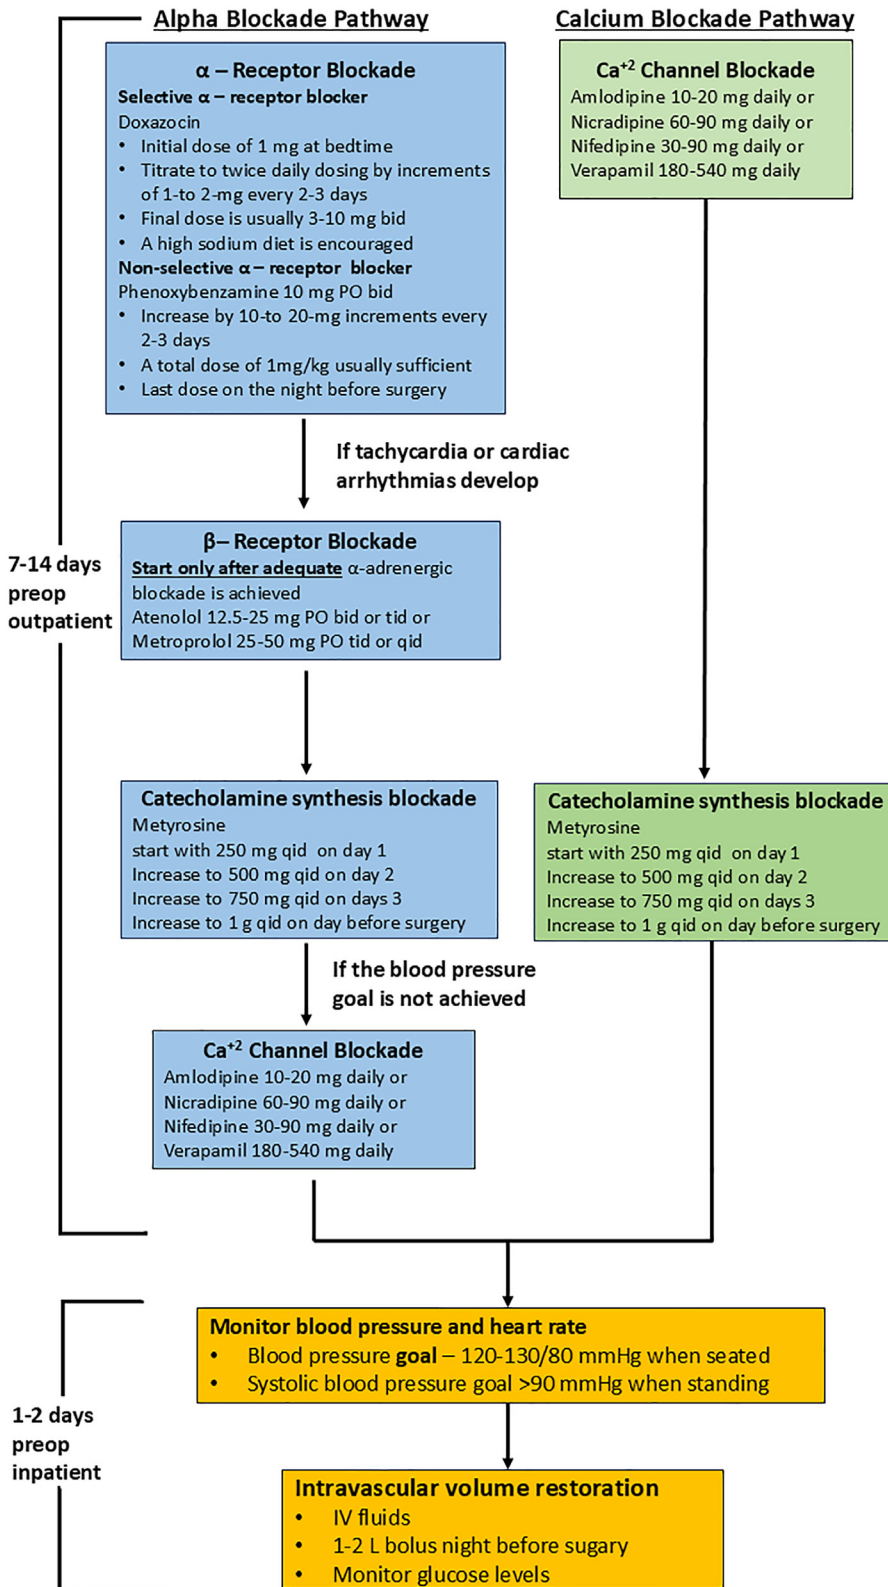 Alpha Blockade Pathway
α – Receptor Blockade
Selective α – receptor blocker
Doxazocin
• Initial dose of 1 mg at bedtime
• Titrate to twice daily dosing by increments
of 1-to 2-mg every 2-3 days
• Final dose is usually 3-10 mg bid
• A high sodium diet is encouraged
Non-selective α – receptor blocker
Phenoxybenzamine 10 mg PO bid
• Increase by 10-to 20-mg increments every
2-3 days
• A total dose of 1mg/kg usually sufficient
• Last dose on the night before surgery
If tachycardia or cardiac
arrhythmias develop
β– Receptor Blockade
Start only after adequate α-adrenergic
blockade is achieved
Atenolol 12.5-25 mg PO bid or tid or
Metroprolol 25-50 mg PO tid or qid
7-14 days
preop
outpatient
Catecholamine synthesis blockade
Metyrosine
start with 250 mg qid on day 1
Increase to 500 mg qid on day 2
Increase to 750 mg qid on days 3
Increase to 1 g qid on day before surgery
If the blood pressure
goal is not achieved
Ca+2 Channel Blockade
Amlodipine 10-20 mg daily or
Nicradipine 60-90 mg daily or
Nifedipine 30-90 mg daily or
Verapamil 180-540 mg daily
Calcium Blockade Pathway
Ca+2 Channel Blockade
Amlodipine 10-20 mg daily or
Nicradipine 60-90 mg daily or
Nifedipine 30-90 mg daily or
Verapamil 180-540 mg daily
Catecholamine synthesis blockade
Metyrosine
start with 250 mg qid on day 1
Increase to 500 mg qid on day 2
Increase to 750 mg qid on days 3
Increase to 1 g qid on day before surgery
Monitor blood pressure and heart rate
• Blood pressure goal – 120-130/80 mmHg when seated
• Systolic blood pressure goal >90 mmHg when standing
1-2 days
preop
inpatient
Intravascular volume restoration
• IV fluids
• 1-2 L bolus night before sugary
• Monitor glucose levels